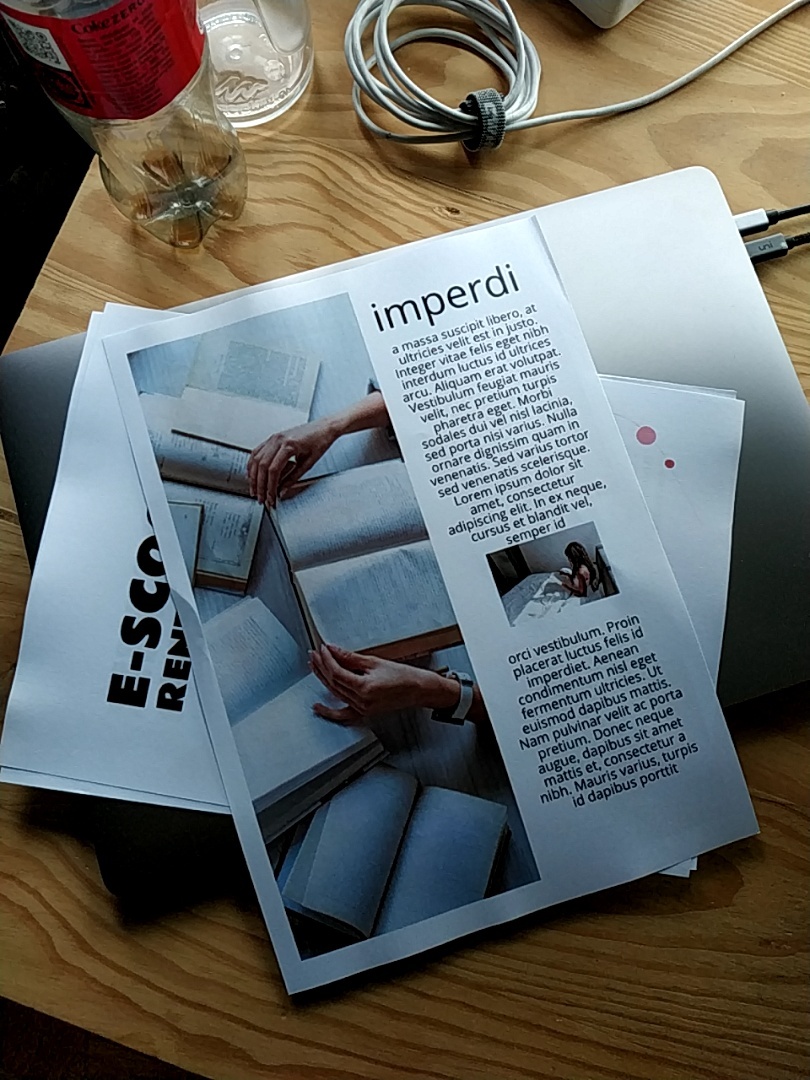 CokeZERO
uni
imperdi
a massa suscipit libero, at
ultricies velit est in justo.
Integer vitae felis eget nibh
interdum luctus id ultrices
arcu. Aliquam erat volutpat.
Vestibulum feugiat mauris
velit, nec pretium turpis
pharetra eget. Morbi
sodales dui vel nisl lacinia,
sed porta nisi varius. Nulla
ornare dignissim quam in
venenatis. Sed varius tortor
sed venenatis scelerisque.
Lorem ipsum dolor sit
amet, consectetur
adipiscing elit. In ex neque,
cursus et blandit vel,
semper id
orci vestibulum. Proin
placerat luctus felis id
imperdiet. Aenean
condimentum nisl eget
fermentum ultricies. Ut
euismod dapibus mattis.
Nam pulvinar velit ac porta
pretium. Donec neque
augue, dapibus sit amet
mattis et, consectetur a
nibh. Mauris varius, turpis
id dapibus porttit
E-SCO
REN